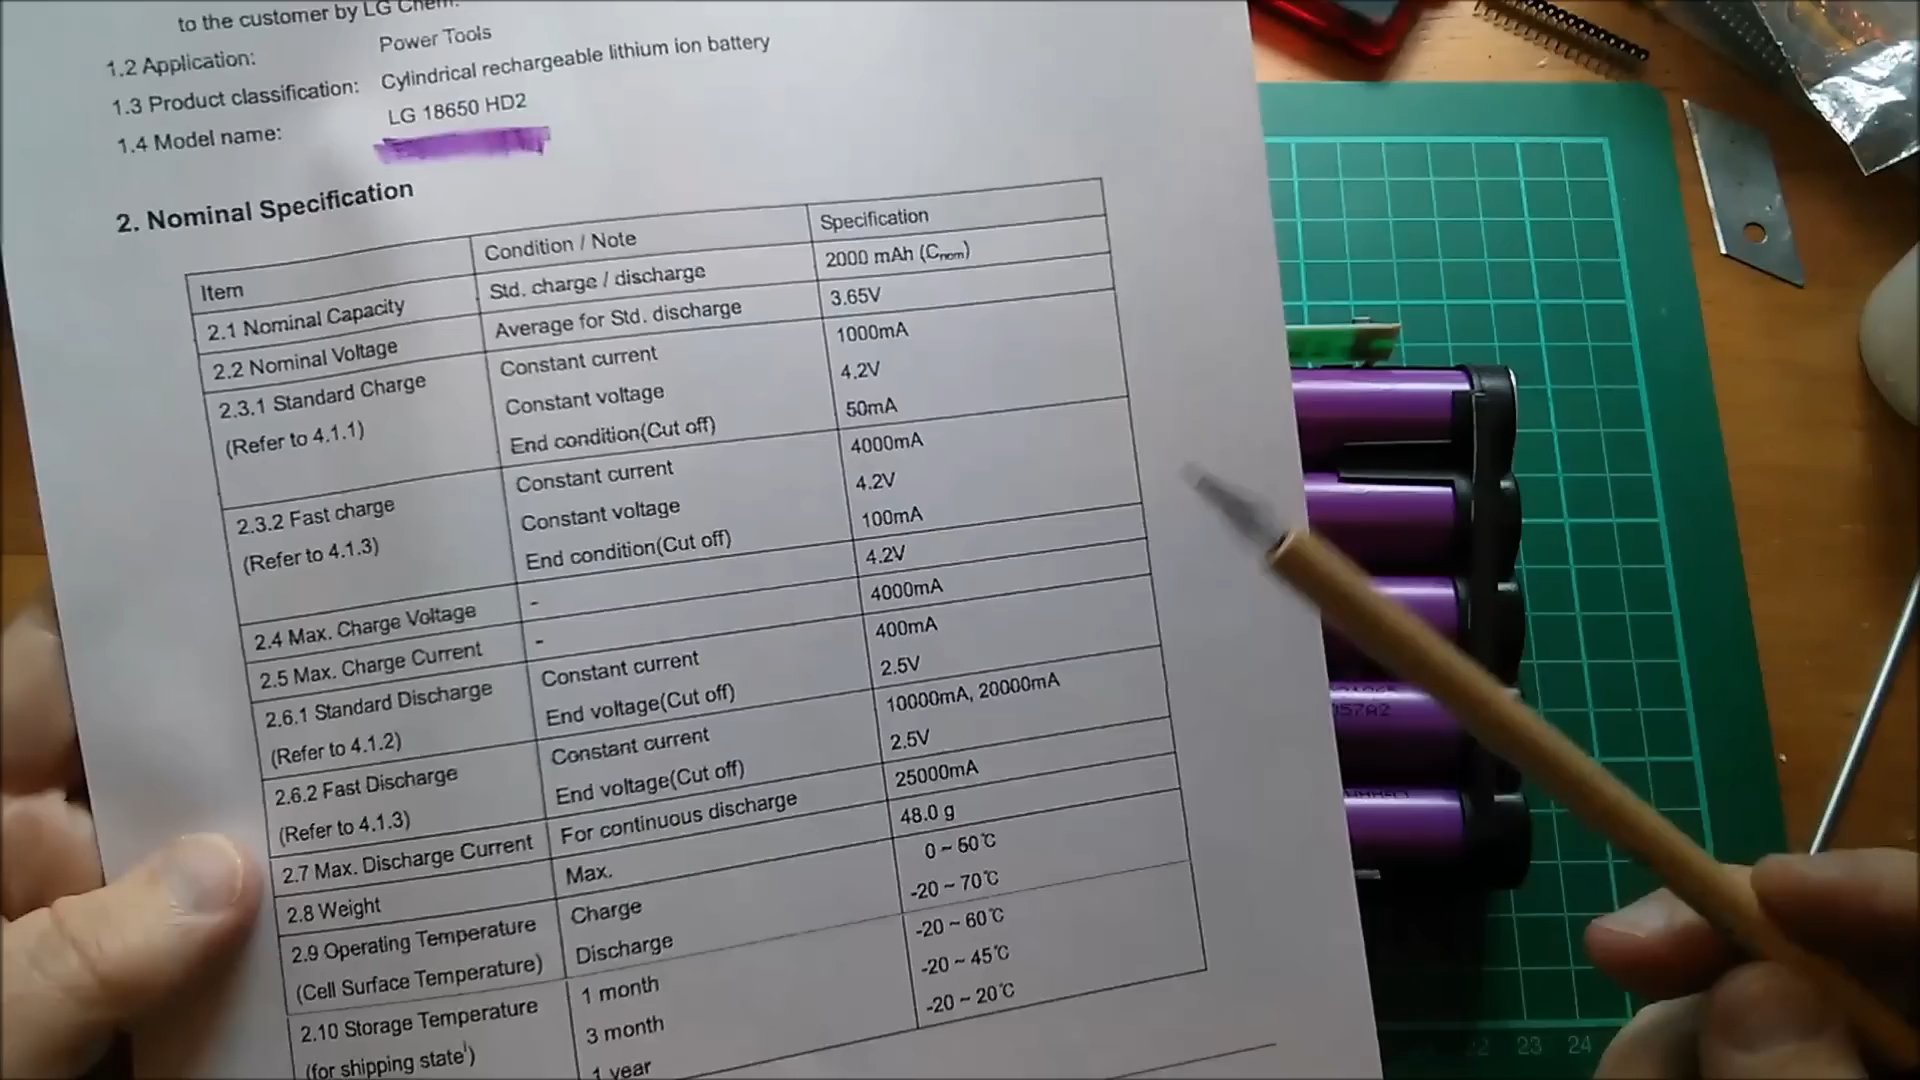 to the customer by LG Chem.
1.2 Application: Power Tools
1.3 Product classification: Cylindrical rechargeable lithium ion battery
1.4 Model name: LG 18650 HD2
2. Nominal Specification
Item Condition / Note Specification
2.1 Nominal Capacity Std. charge / discharge 2000 mAh (Cnom)
2.2 Nominal Voltage Average for Std. discharge 3.65V
2.3.1 Standard Charge Constant current 1000mA
(Refer to 4.1.1) Constant voltage 4.2V
End condition(Cut off) 50mA
2.3.2 Fast charge Constant current 4000mA
(Refer to 4.1.3) Constant voltage 4.2V
End condition(Cut off) 100mA
2.4 Max. Charge Voltage - 4.2V
2.5 Max. Charge Current - 4000mA
2.6.1 Standard Discharge Constant current 400mA
(Refer to 4.1.2) End voltage(Cut off) 2.5V
2.6.2 Fast Discharge Constant current 10000mA, 20000mA
(Refer to 4.1.3) End voltage(Cut off) 2.5V
2.7 Max. Discharge Current For continuous discharge 25000mA
2.8 Weight Max. 48.0 g
2.9 Operating Temperature Charge 0 ~ 50℃
(Cell Surface Temperature) Discharge -20 ~ 70℃
2.10 Storage Temperature 1 month -20 ~ 60℃
(for shipping state¹) 3 month -20 ~ 45℃
1 year -20 ~ 20℃
057A2
22 23 24